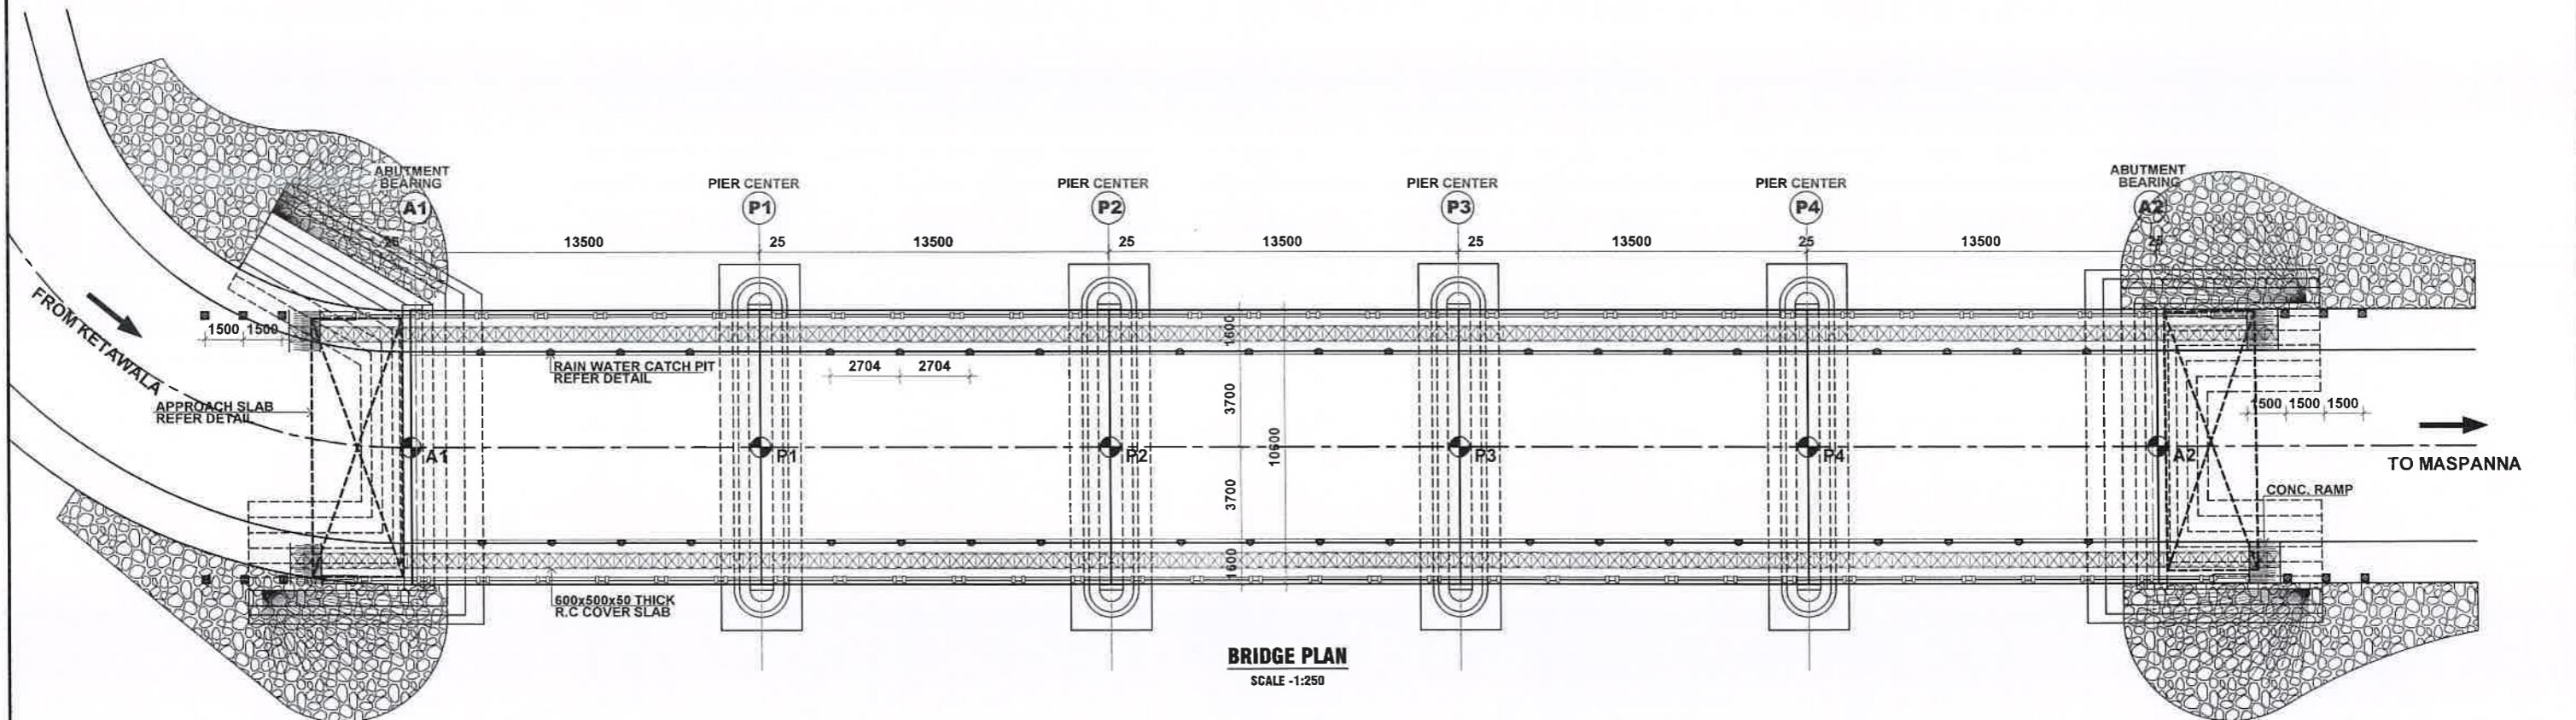 ABUTMENT
BEARING
A1
PIER CENTER
P1
PIER CENTER
P2
PIER CENTER
P3
PIER CENTER
P4
ABUTMENT
BEARING
A2
25
13500
25
13500
25
13500
25
13500
25
13500
25
FROM KETAWALA
1500 1500
1600
RAIN WATER CATCH PIT
REFER DETAIL
2704 2704
3700
APPROACH SLAB
REFER DETAIL
10600
1500 1500 1500
A1
P1
P2
P3
P4
A2
TO MASPANNA
3700
CONC. RAMP
1600
600x500x50 THICK
R.C COVER SLAB
BRIDGE PLAN
SCALE -1:250